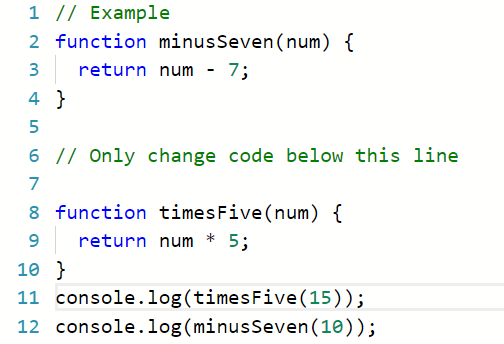 1 // Example
2 function minusSeven(num) {
3   return num - 7;
4 }
5
6 // Only change code below this line
7
8 function timesFive(num) {
9   return num * 5;
10 }
11 console.log(timesFive(15));
12 console.log(minusSeven(10));